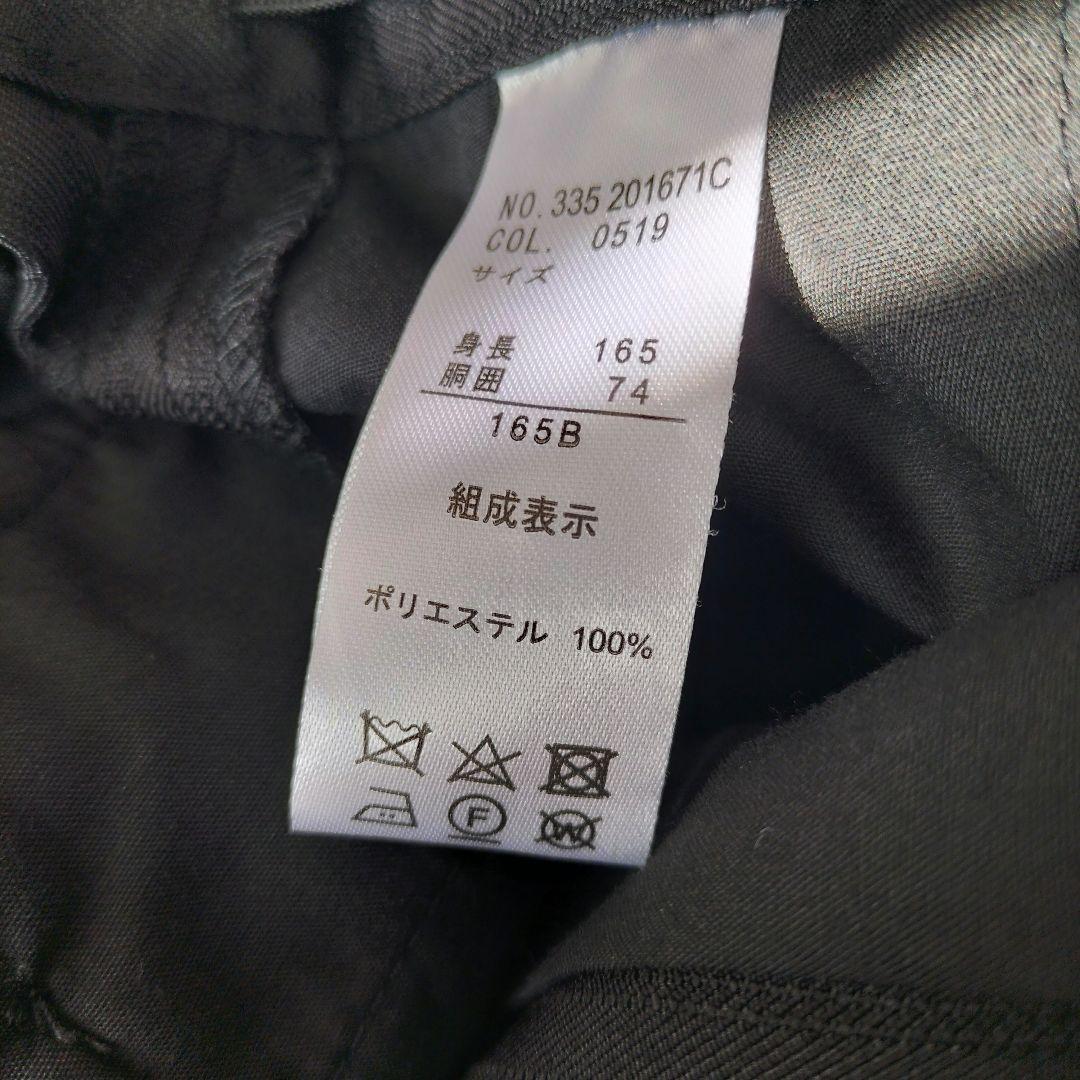 NO. 335 201671C
COL. 0519
サイズ
身長 165
胴囲 74
165B
組成表示
ポリエステル 100%
F
W